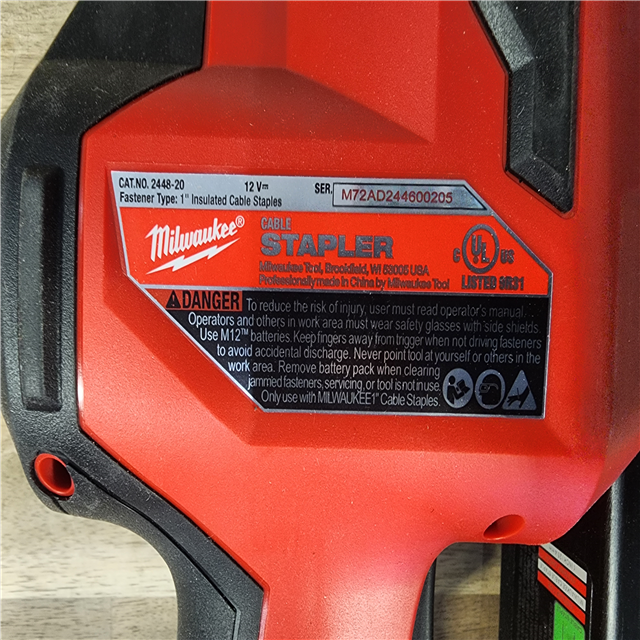 CAT.NO. 2448-20 12 V⎓ SER. M72AD244600205
Fastener Type: 1" Insulated Cable Staples
Milwaukee®
CABLE
STAPLER
Milwaukee Tool, Brookfield, WI 53005 USA
Professionally made in China by Milwaukee Tool
C UL US
LISTED 9R31
DANGER To reduce the risk of injury, user must read operator's manual.
Operators and others in work area must wear safety glasses with side shields.
Use M12™ batteries. Keep fingers away from trigger when not driving fasteners
to avoid accidental discharge. Never point tool at yourself or others in the
work area. Remove battery pack when clearing
jammed fasteners, servicing, or tool is not in use.
Only use with MILWAUKEE 1" Cable Staples.